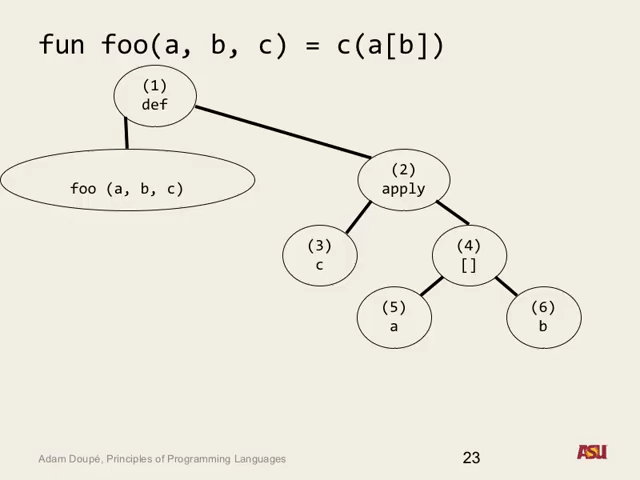 fun foo(a, b, c) = c(a[b])
(1)
def
foo (a, b, c)
(2)
apply
(3)
c
(4)
[]
(5)
a
(6)
b
Adam Doupé, Principles of Programming Languages
23
ASU